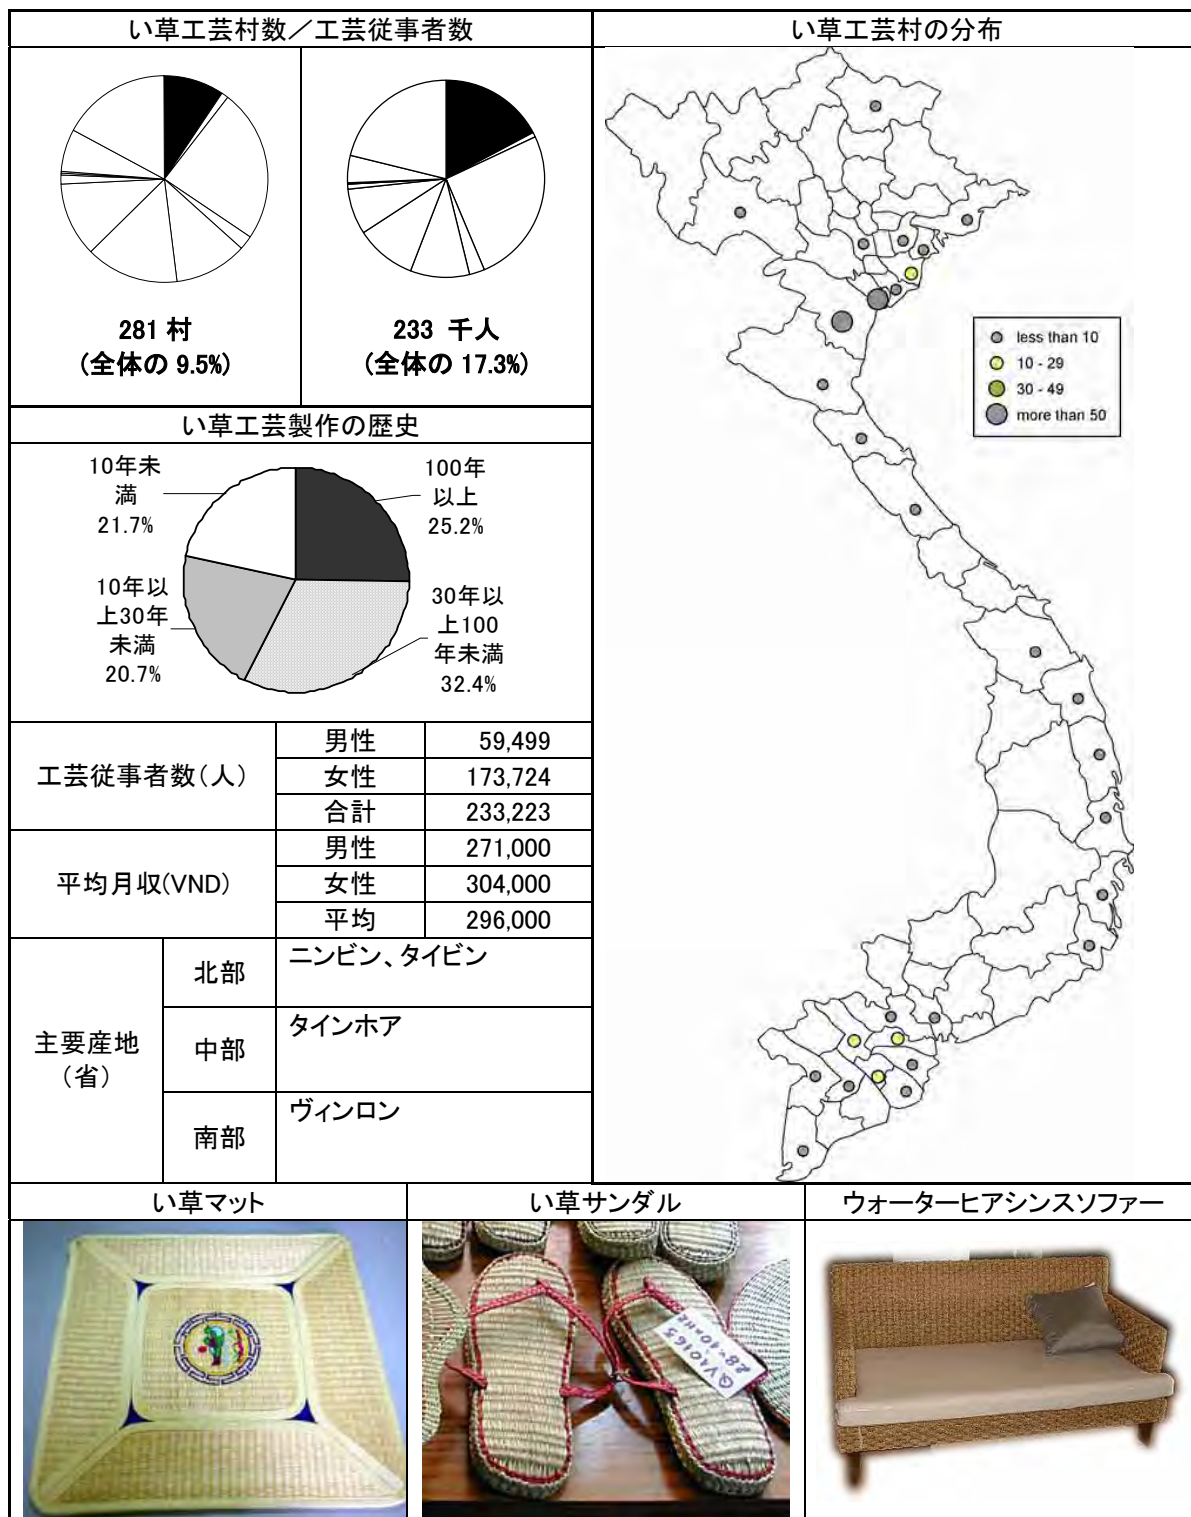 い草工芸村数／工芸従事者数
281 村
(全体の 9.5%)
233 千人
(全体の 17.3%)
い草工芸製作の歴史
10年未
満
21.7%
100年
以上
25.2%
10年以
上30年
未満
20.7%
30年以
上100
年未満
32.4%
工芸従事者数(人)
男性 59,499
女性 173,724
合計 233,223
平均月収(VND)
男性 271,000
女性 304,000
平均 296,000
主要産地
(省)
北部 ニンビン、タイビン
中部 タインホア
南部 ヴィンロン
い草工芸村の分布
less than 10
10 - 29
30 - 49
more than 50
い草マット
い草サンダル
ウォーターヒアシンスソファー